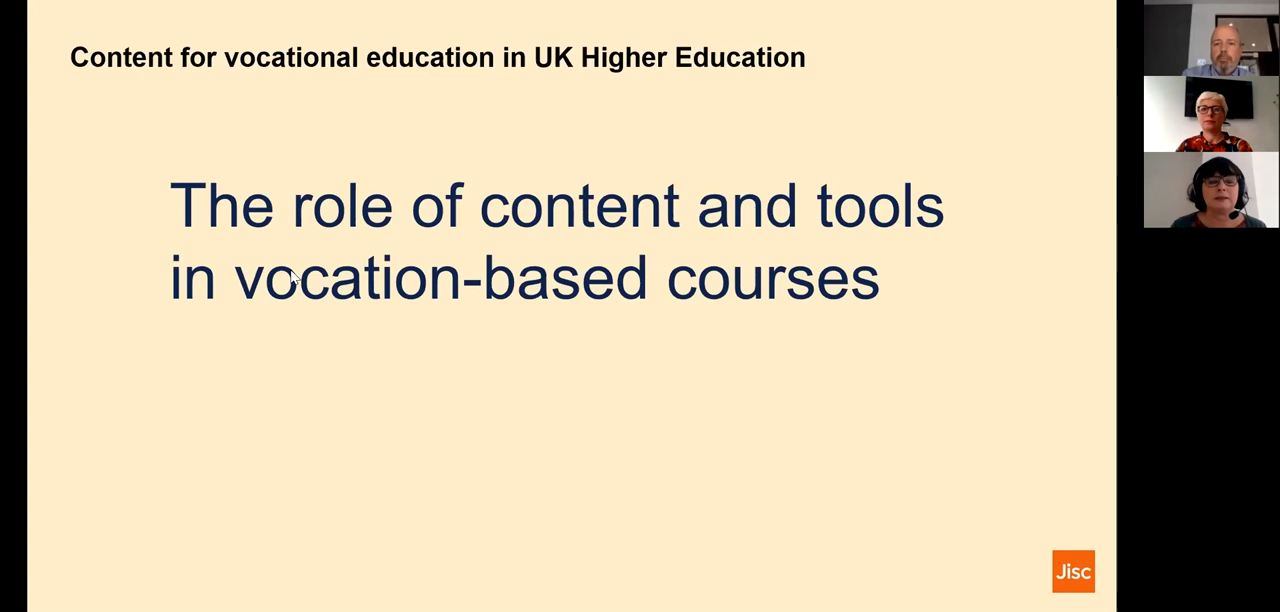 Content for vocational education in UK Higher Education
The role of content and tools
in vocation-based courses
Jisc